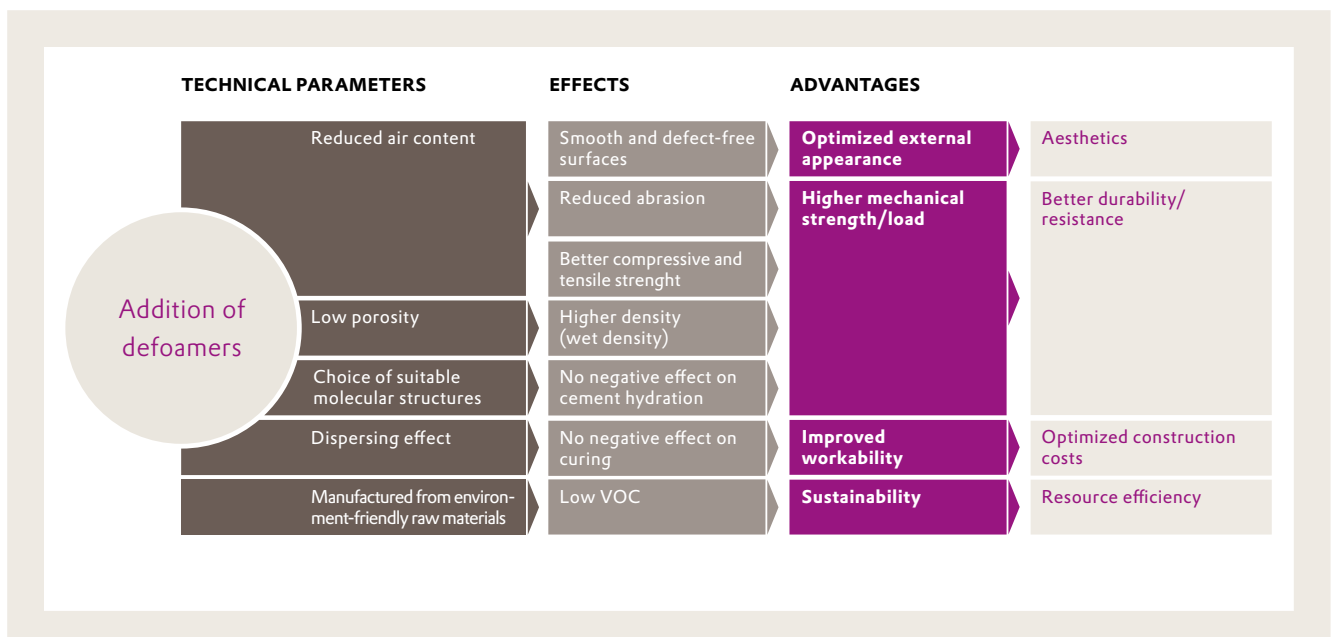 TECHNICAL PARAMETERS
EFFECTS
ADVANTAGES
Addition of
defoamers
Reduced air content
Smooth and defect-free
surfaces
Optimized external
appearance
Aesthetics
Reduced abrasion
Higher mechanical
strength/load
Better durability/
resistance
Better compressive and
tensile strenght
Low porosity
Higher density
(wet density)
Choice of suitable
molecular structures
No negative effect on
cement hydration
Dispersing effect
No negative effect on
curing
Improved
workability
Optimized construction
costs
Manufactured from environ-
ment-friendly raw materials
Low VOC
Sustainability
Resource efficiency